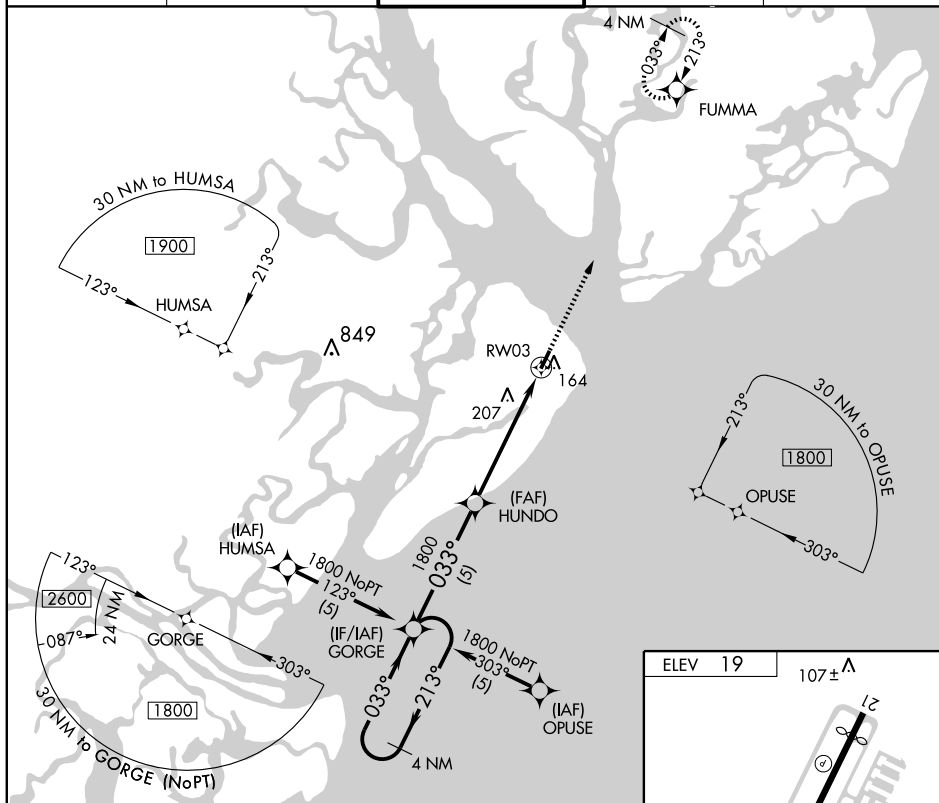 4 NM
033°
213°
FUMMA
30 NM to HUMSA
1900
213°
123°
HUMSA
849
RW03
164
207
213°
30 NM to OPUSE
1800
OPUSE
303°
(FAF)
HUNDO
(IAF)
HUMSA
1800 NoPT
123°
(5)
1800
033°
(5)
123°
2600
24 NM
087°
GORGE
303°
1800
30 NM to GORGE (NoPT)
(IF/IAF)
GORGE
1800 NoPT
303°
(5)
(IAF)
OPUSE
033°
213°
4 NM
ELEV 19
107±
21
P